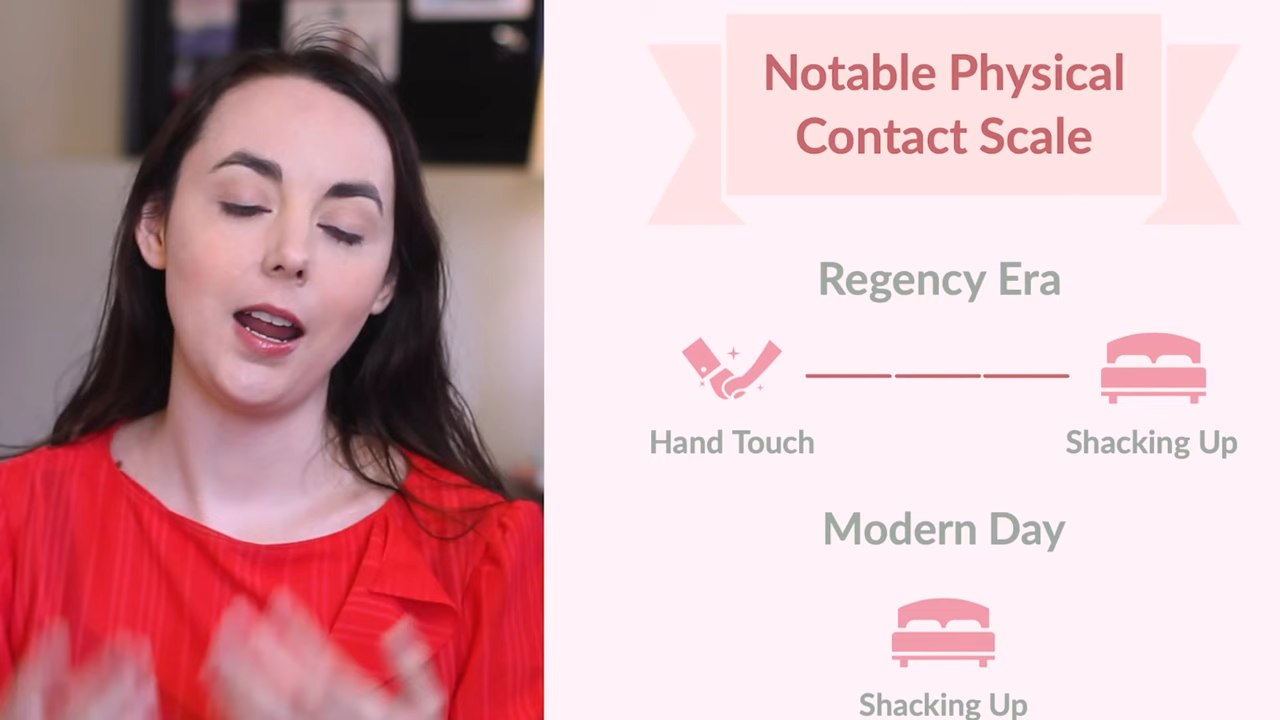 Notable Physical
Contact Scale
Regency Era
Hand Touch
Shacking Up
Modern Day
Shacking Up